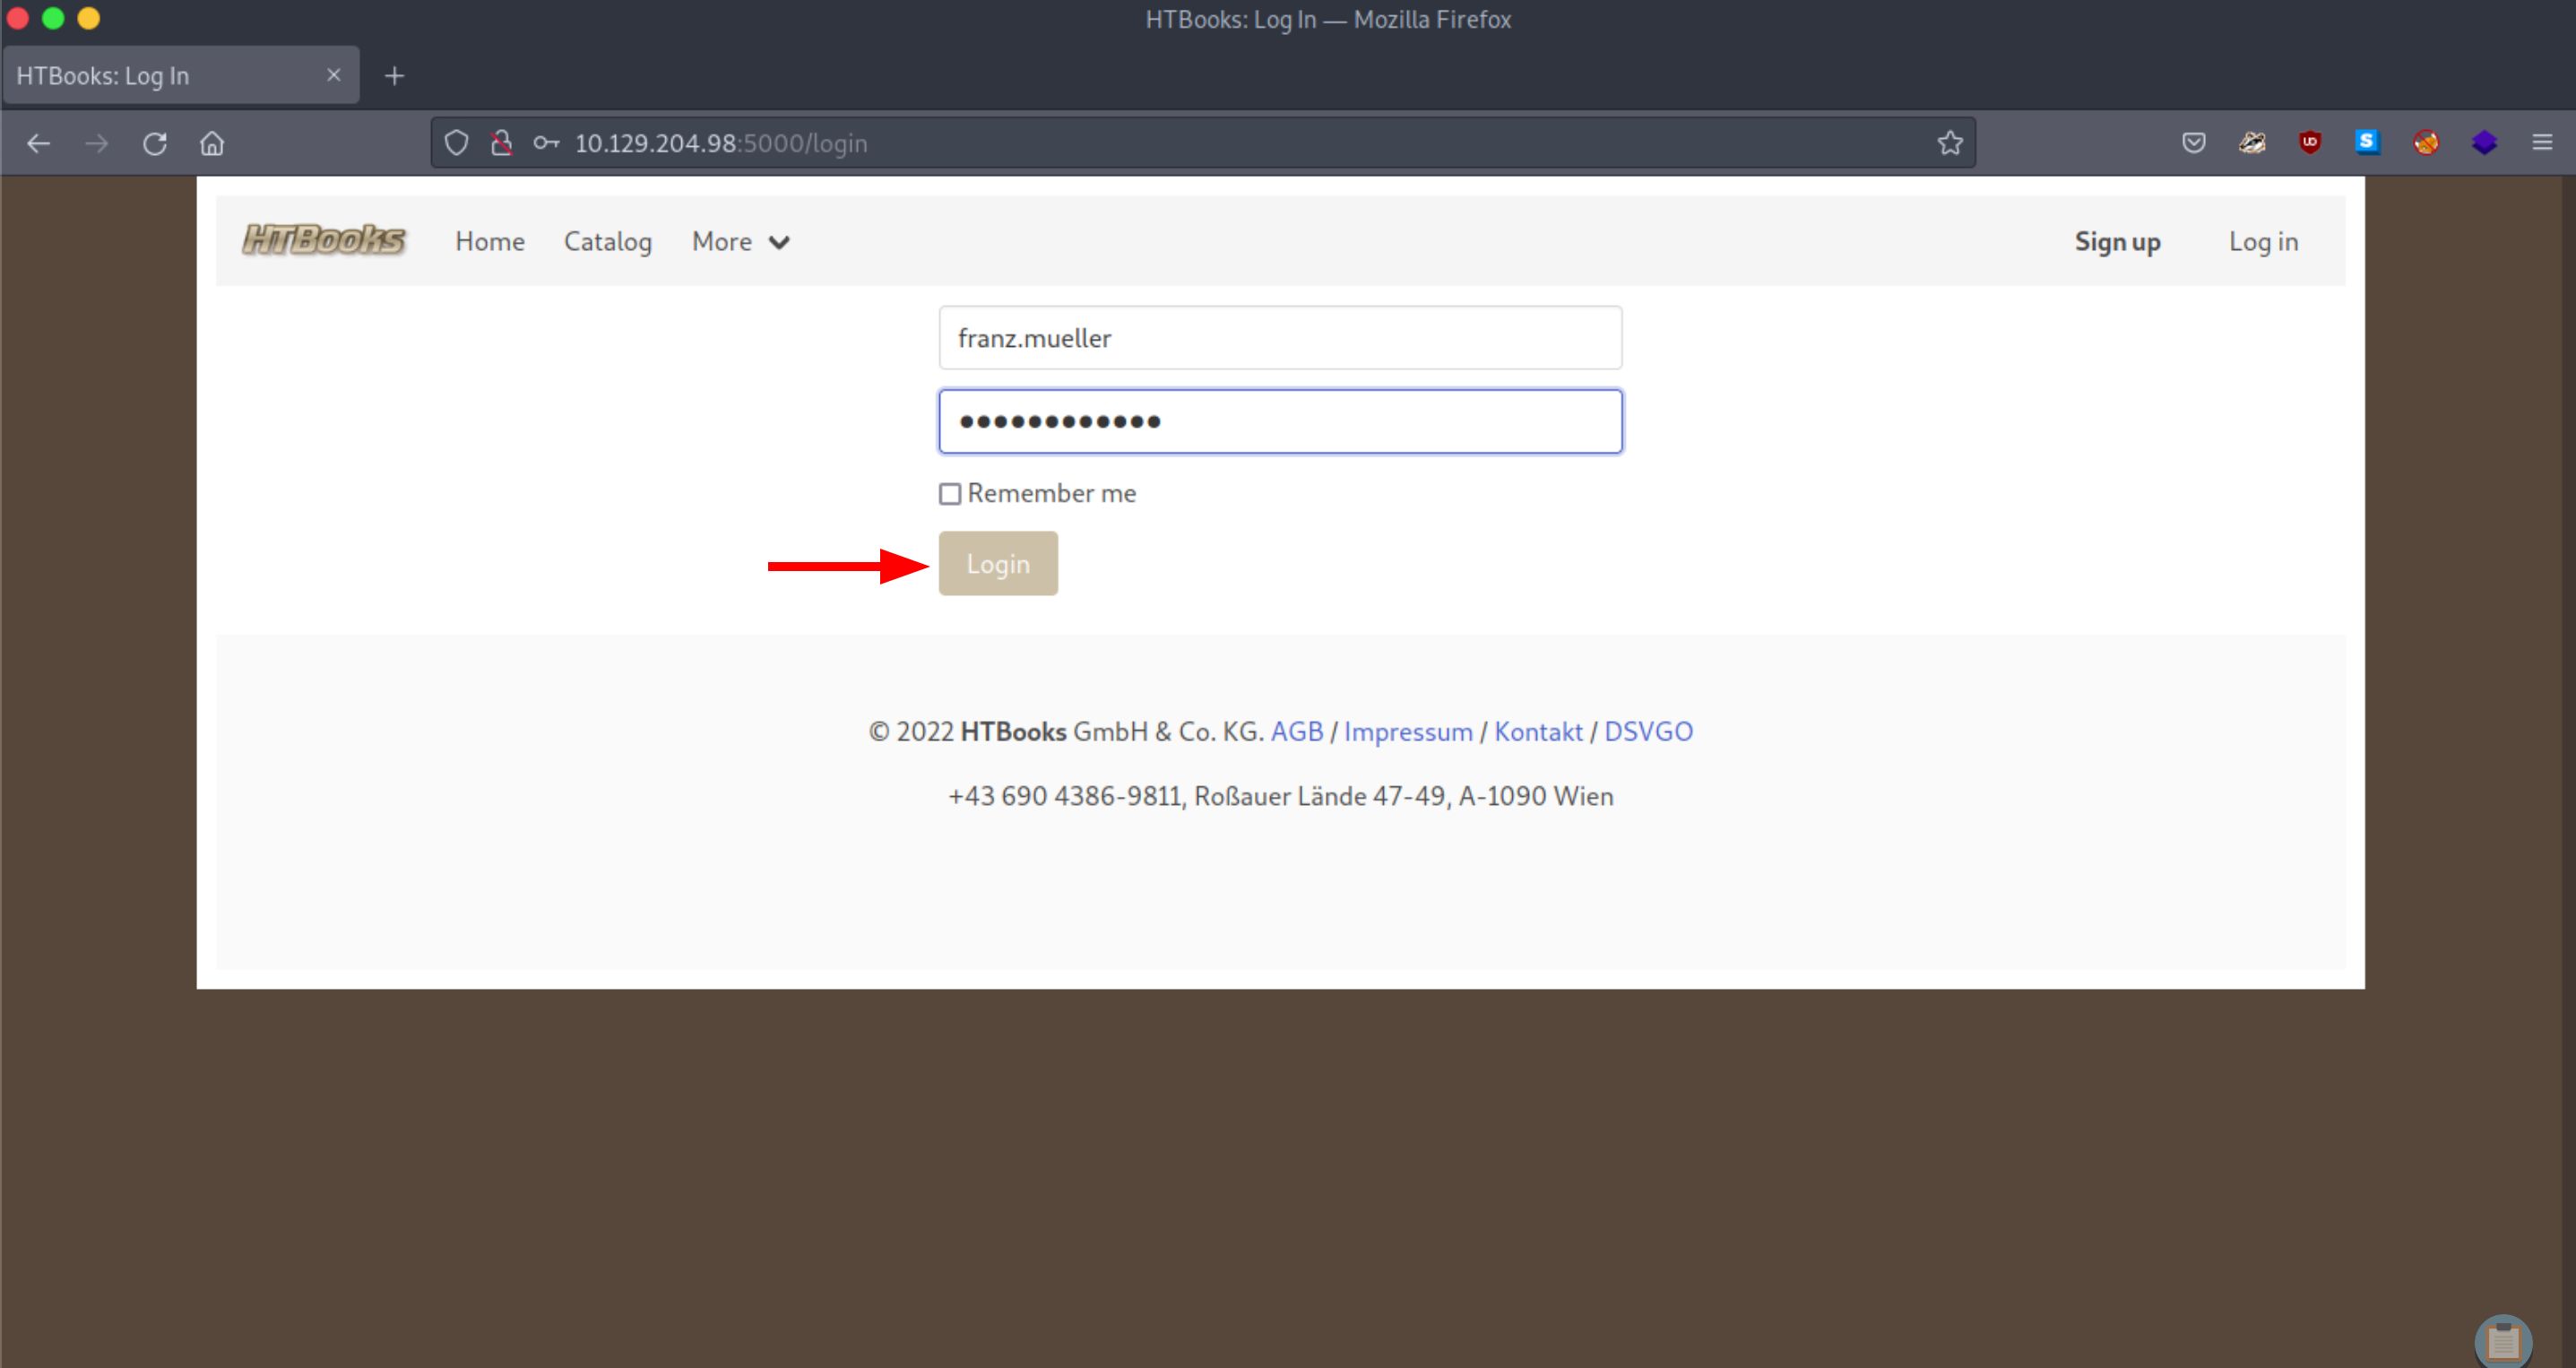 HTBooks: Log In — Mozilla Firefox
HTBooks: Log In
10.129.204.98:5000/login
HTBooks Home Catalog More Sign up Log in
franz.mueller
●●●●●●●●●●●●
Remember me
Login
© 2022 HTBooks GmbH & Co. KG. AGB / Impressum / Kontakt / DSVGO
+43 690 4386-9811, Roßauer Lände 47-49, A-1090 Wien